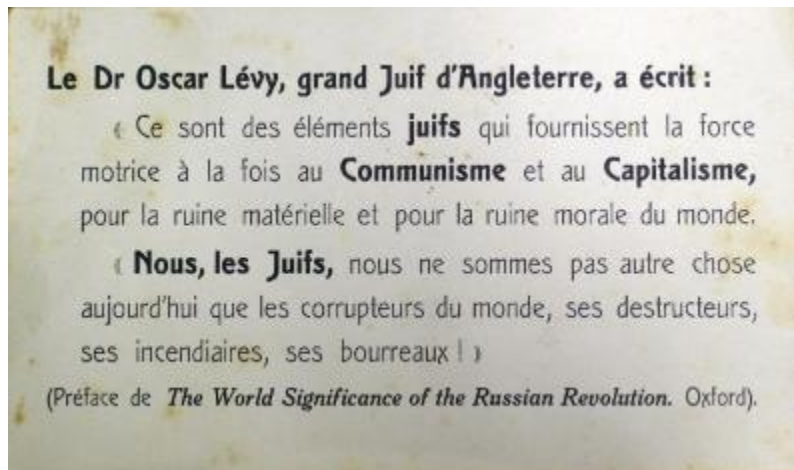 Le Dr Oscar Lévy, grand Juif d'Angleterre, a écrit :
« Ce sont des éléments juifs qui fournissent la force
motrice à la fois au Communisme et au Capitalisme,
pour la ruine matérielle et pour la ruine morale du monde.
« Nous, les Juifs, nous ne sommes pas autre chose
aujourd'hui que les corrupteurs du monde, ses destructeurs,
ses incendiaires, ses bourreaux ! »
(Préface de The World Significance of the Russian Revolution. Oxford).